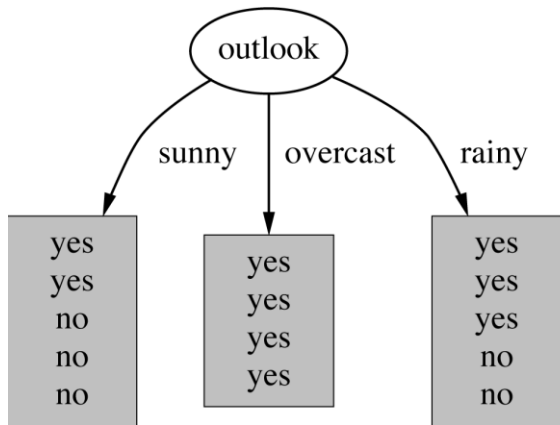 outlook
sunny
overcast
rainy
yes
yes
no
no
no
yes
yes
yes
yes
yes
yes
yes
no
no